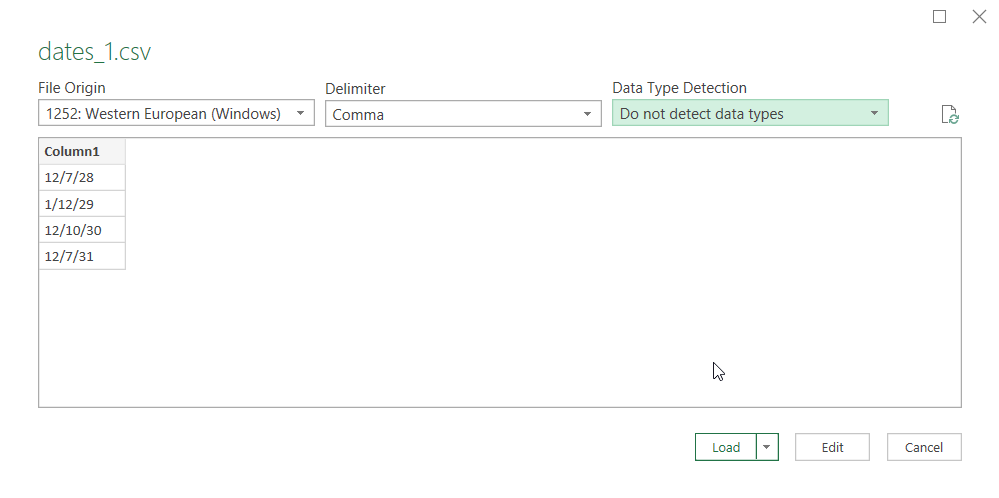 dates_1.csv
File Origin
Delimiter
Data Type Detection
1252: Western European (Windows)
Comma
Do not detect data types
Column1
12/7/28
1/12/29
12/10/30
12/7/31
Load
Edit
Cancel